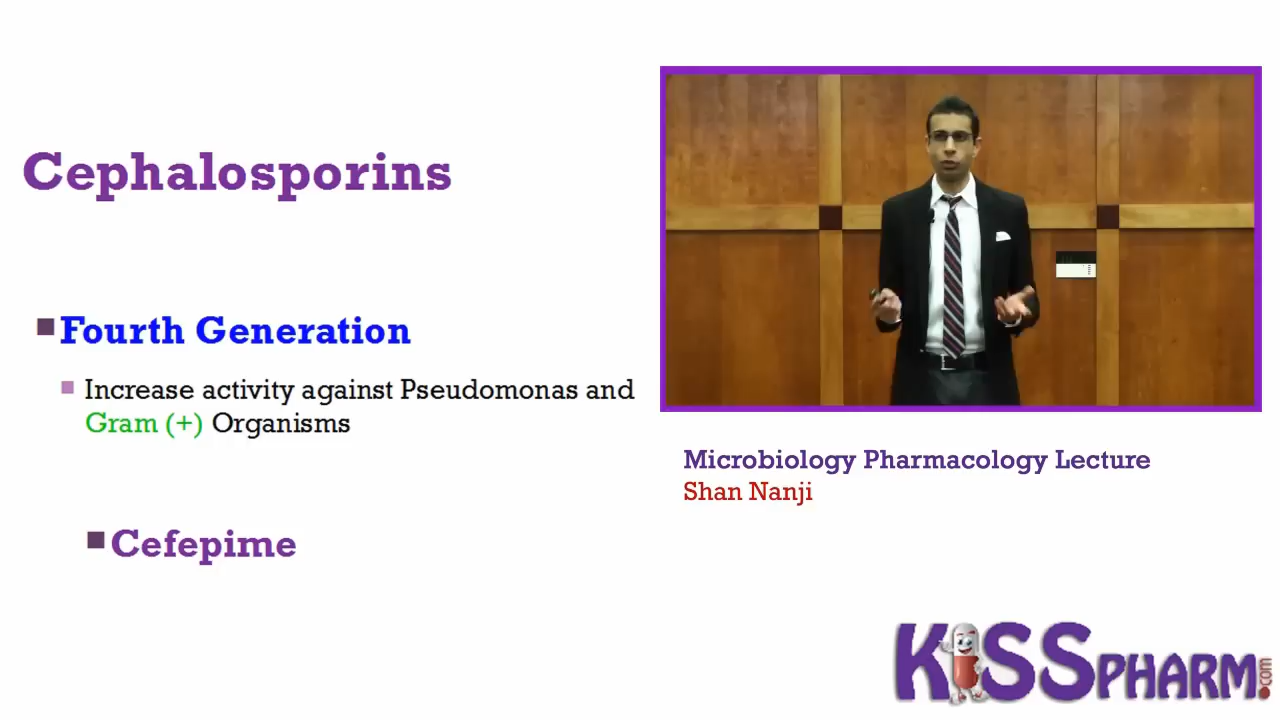 Cephalosporins
Fourth Generation
Increase activity against Pseudomonas and
Gram (+) Organisms
Cefepime
Microbiology Pharmacology Lecture
Shan Nanji
KISSPHARM.com